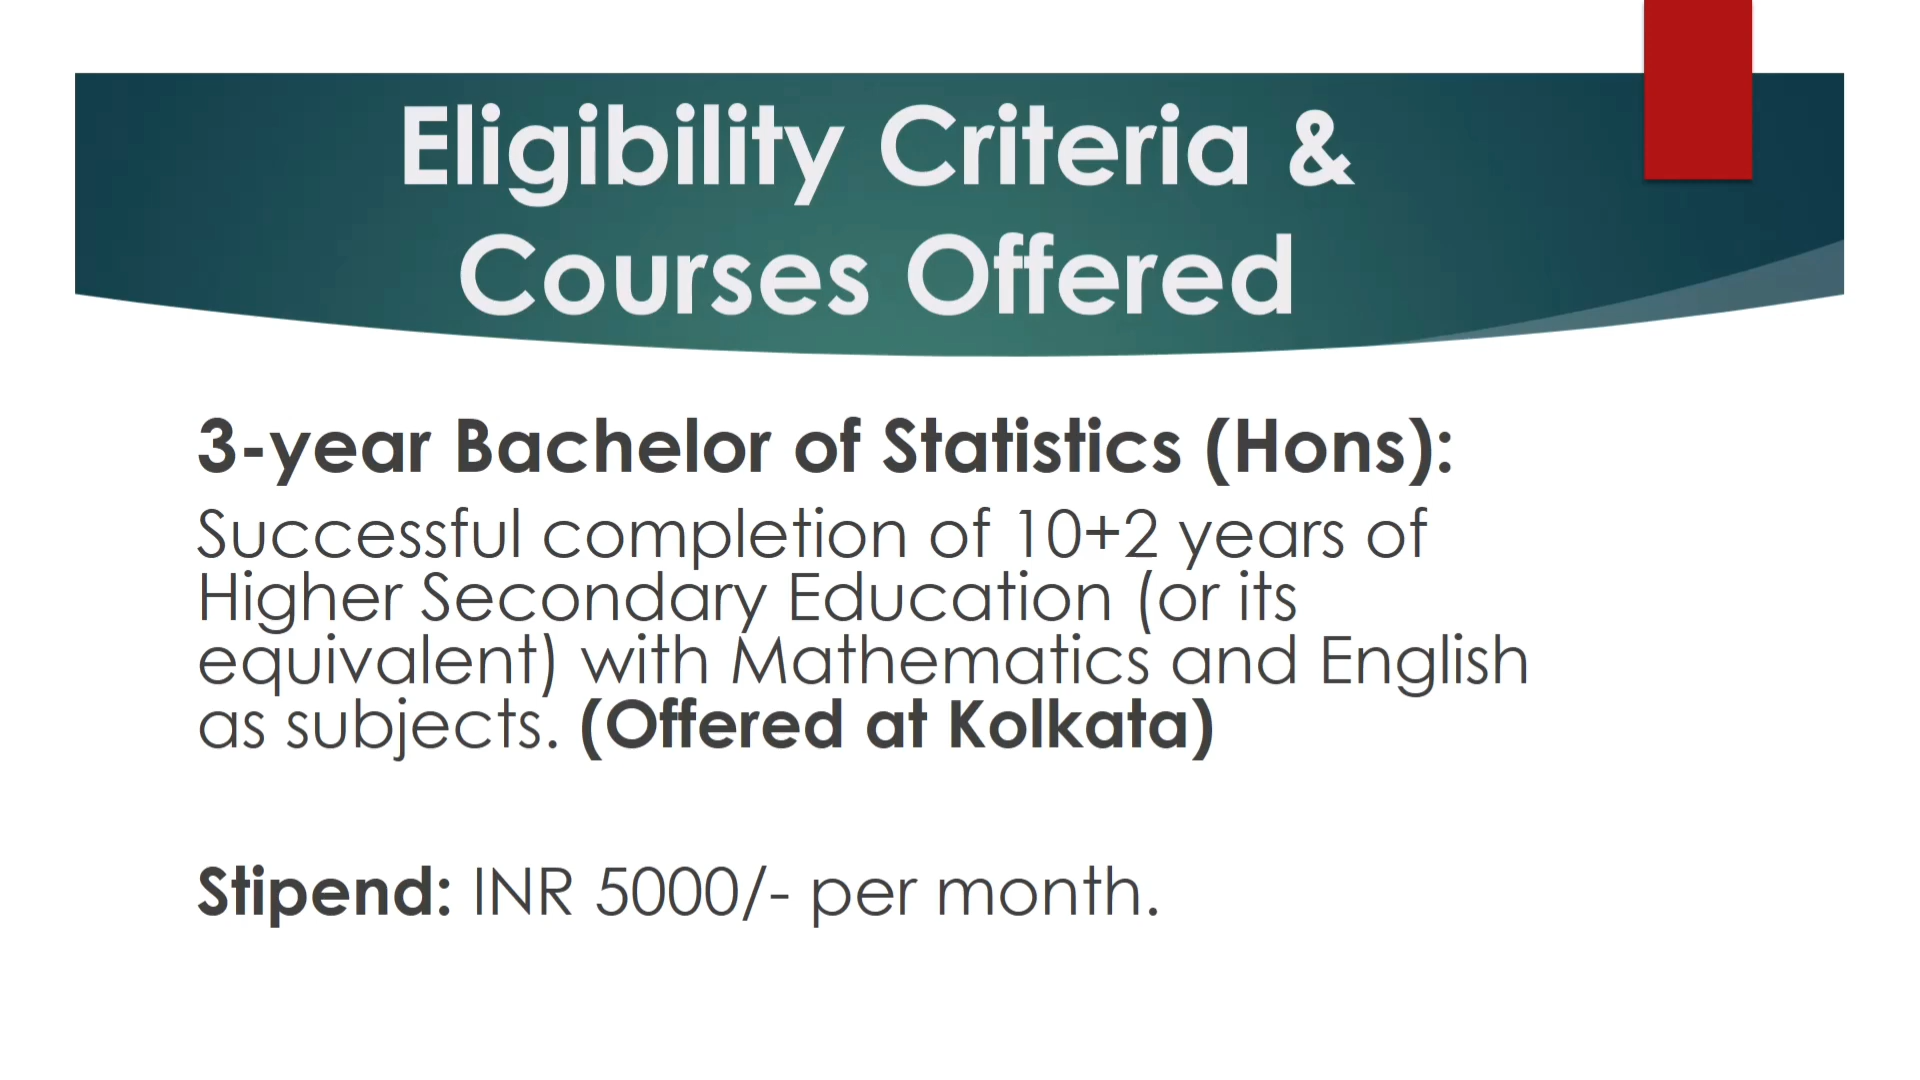 Eligibility Criteria &
Courses Offered
3-year Bachelor of Statistics (Hons):
Successful completion of 10+2 years of
Higher Secondary Education (or its
equivalent) with Mathematics and English
as subjects. (Offered at Kolkata)
Stipend: INR 5000/- per month.